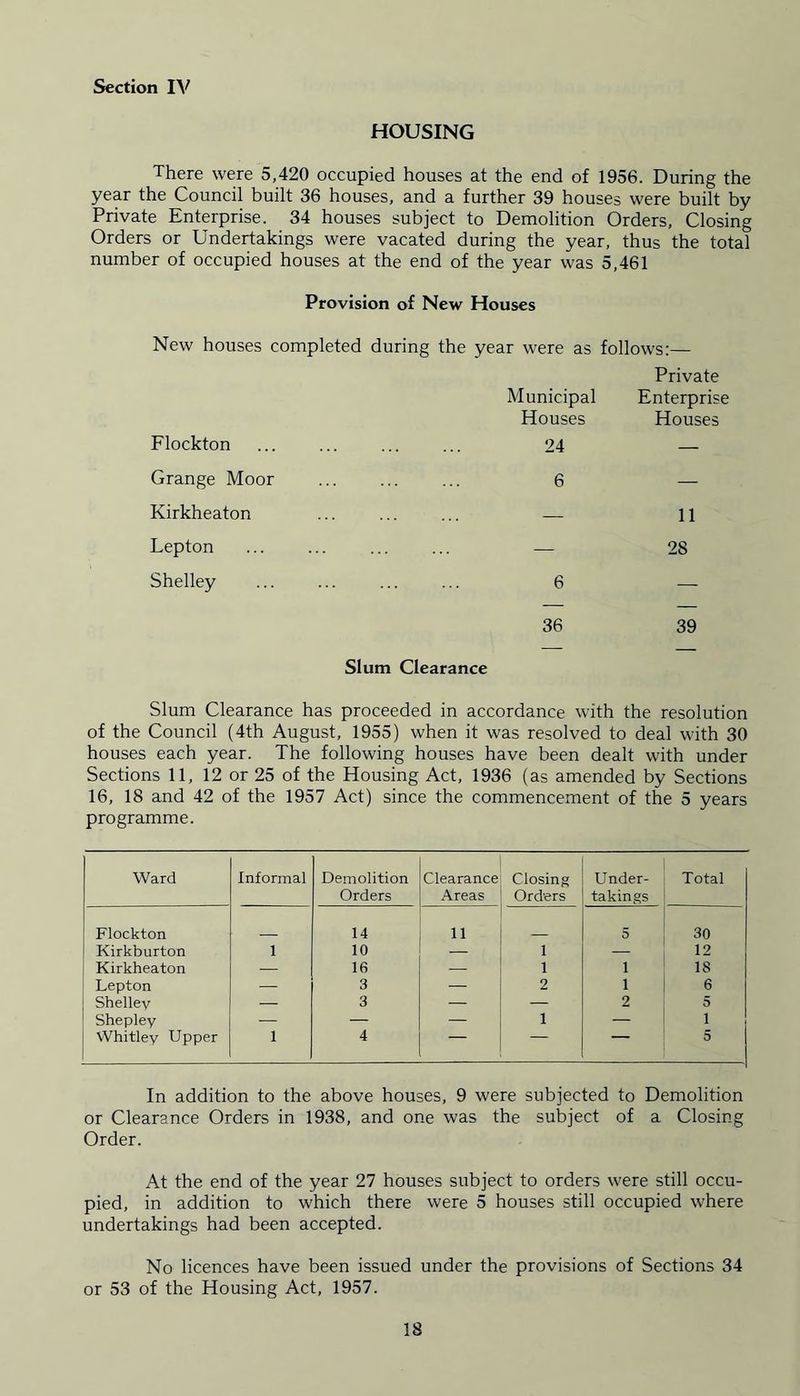 Section IV
HOUSING
There were 5,420 occupied houses at the end of 1956. During the
year the Council built 36 houses, and a further 39 houses were built by
Private Enterprise. 34 houses subject to Demolition Orders, Closing
Orders or Undertakings were vacated during the year, thus the total
number of occupied houses at the end of the year was 5,461
Provision of New Houses
New houses completed during the year were as follows:—
Private
Municipal Enterprise
Houses Houses
Flockton ... ... ... ... 24 —
Grange Moor ... ... ... 6 —
Kirkheaton ... ... ... — 11
Lepton ... ... ... ... — 28
Shelley ... ... ... ... 6 —
— —
36 39
— —
Slum Clearance
Slum Clearance has proceeded in accordance with the resolution
of the Council (4th August, 1955) when it was resolved to deal with 30
houses each year. The following houses have been dealt with under
Sections 11, 12 or 25 of the Housing Act, 1936 (as amended by Sections
16, 18 and 42 of the 1957 Act) since the commencement of the 5 years
programme.
Ward Informal Demolition Clearance Closing Under- Total
Orders Areas Orders takings
Flockton — 14 11 — 5 30
Kirkburton 1 10 — 1 — 12
Kirkheaton — 16 — 1 1 18
Lepton — 3 — 2 1 6
Shelley — 3 — — 2 5
Shepley — — — 1 — 1
Whitley Upper 1 4 — — — 5
In addition to the above houses, 9 were subjected to Demolition
or Clearance Orders in 1938, and one was the subject of a Closing
Order.
At the end of the year 27 houses subject to orders were still occu-
pied, in addition to which there were 5 houses still occupied where
undertakings had been accepted.
No licences have been issued under the provisions of Sections 34
or 53 of the Housing Act, 1957.
18